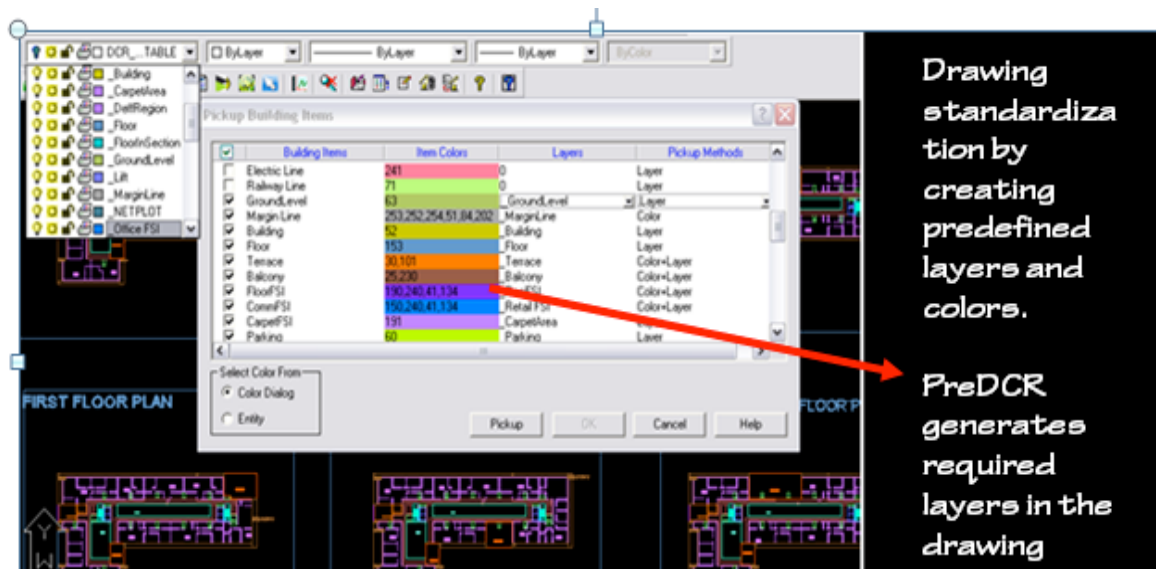 DCR_...TABLE ByLayer ByLayer ByLayer ByColor
_Building
_CarpetArea
_DeltRegion
_Floor
_FloorInSection
_GroundLevel
_Lift
_MarginLine
_NETPLOT
_Office FSI
Pickup Building Items
Building Items Item Colors Layers Pickup Methods
Electric Line 241 0 Layer
Railway Line 71 0 Layer
GroundLevel 63 _GroundLevel Layer
Margin Line 253,252,254,51,84,202 _MarginLine Color
Building 52 _Building Layer
Floor 153 _Floor Layer
Terrace 30,101 _Terrace Color+Layer
Balcony 25,230 _Balcony Color+Layer
FloorFSI 190,240,41,134 Color+Layer
CommFSI 150,240,41,134 _Retail FSI Color+Layer
CarpetFSI 191 _CarpetArea
Parking 60 _Parking Layer
Select Color From
Color Dialog
Entity
Pickup OK Cancel Help
FIRST FLOOR PLAN
FLOOR P
Drawing
standardiza
tion by
creating
predefined
layers and
colors.
PreDCR
generates
required
layers in the
drawing